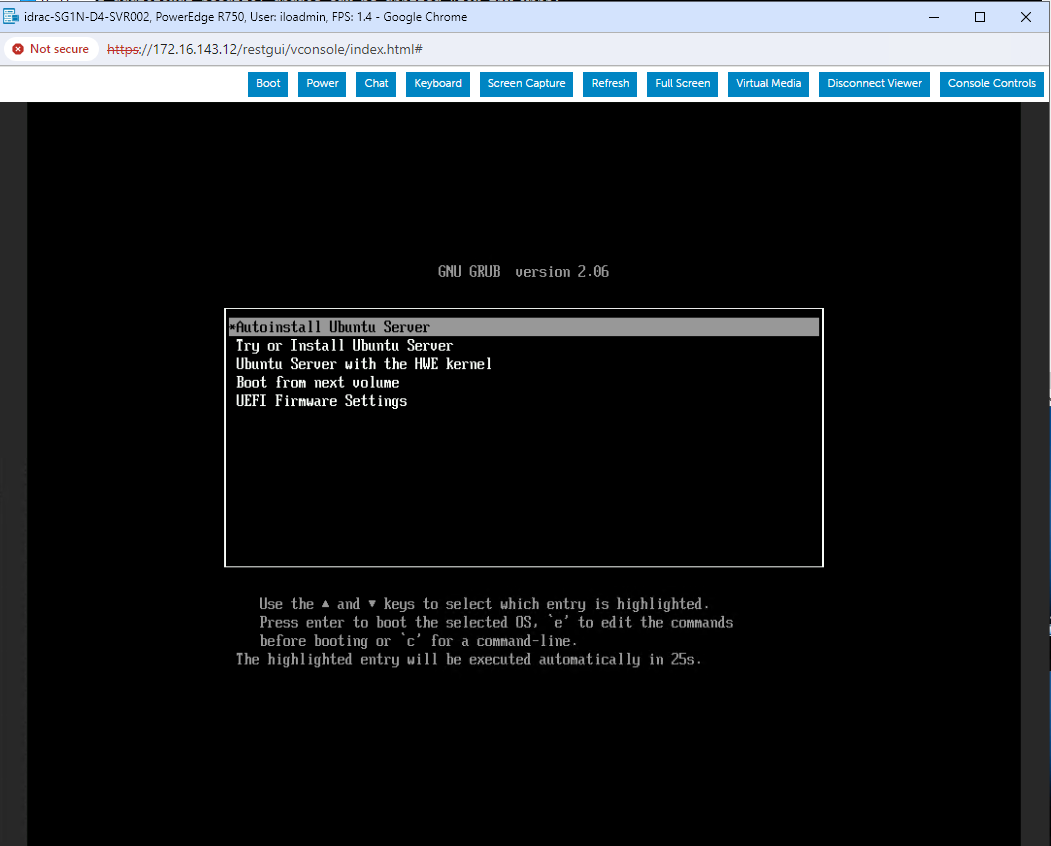 idrac-SG1N-D4-SVR002, PowerEdge R750, User: iloadmin, FPS: 1.4 - Google Chrome
Not secure https://172.16.143.12/restgui/vconsole/index.html#
Boot Power Chat Keyboard Screen Capture Refresh Full Screen Virtual Media Disconnect Viewer Console Controls
GNU GRUB version 2.06
*Autoinstall Ubuntu Server
Try or Install Ubuntu Server
Ubuntu Server with the HWE kernel
Boot from next volume
UEFI Firmware Settings
Use the ▲ and ▼ keys to select which entry is highlighted.
Press enter to boot the selected OS, `e' to edit the commands
before booting or `c' for a command-line.
The highlighted entry will be executed automatically in 25s.